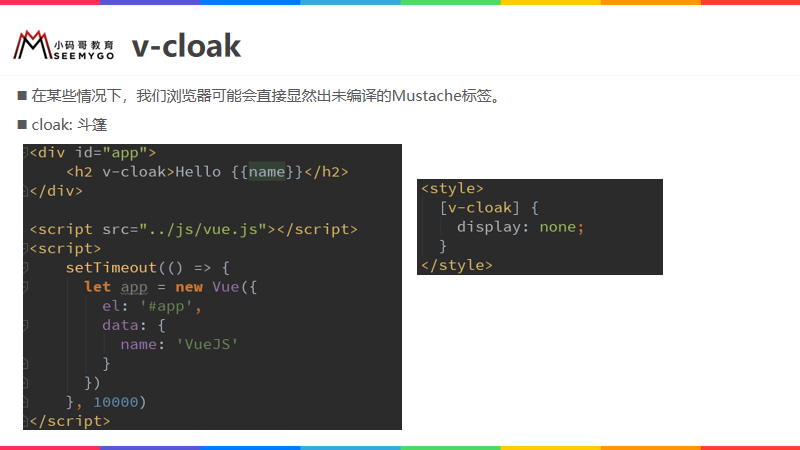 小码哥教育
SEEMYGO
v-cloak
■ 在某些情况下，我们浏览器可能会直接显然出未编译的Mustache标签。
■ cloak: 斗篷
<div id="app">
    <h2 v-cloak>Hello {{name}}</h2>
</div>
<script src="../js/vue.js"></script>
<script>
    setTimeout(() => {
      let app = new Vue({
        el: '#app',
        data: {
          name: 'VueJS'
        }
      })
    }, 10000)
</script>
<style>
  [v-cloak] {
    display: none;
  }
</style>